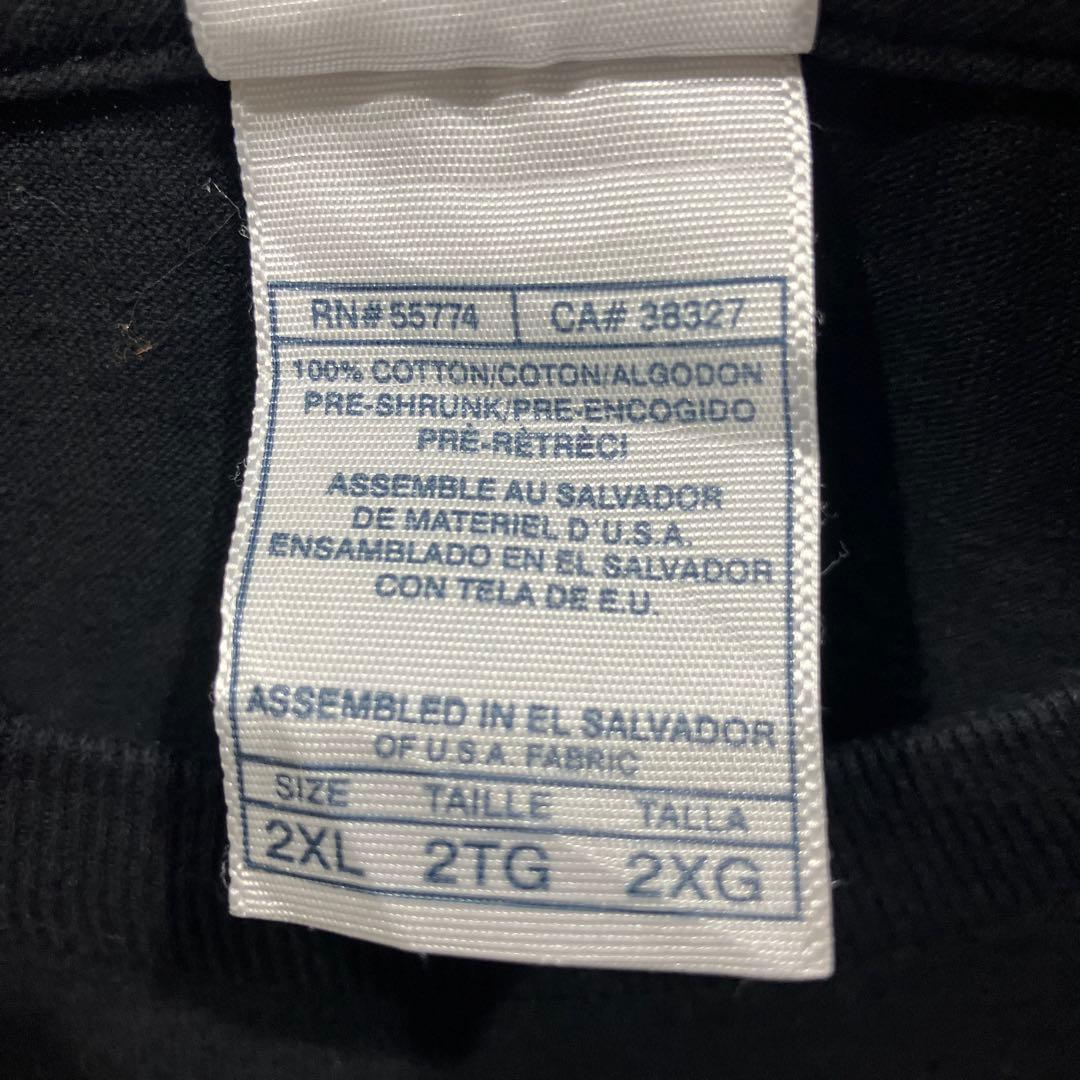 RN# 55774 | CA# 38327
100% COTTON/COTON/ALGODON
PRE-SHRUNK/PRE-ENCOGIDO
PRÈ-RÈTRÈCI
ASSEMBLE AU SALVADOR
DE MATERIEL D'U.S.A.
ENSAMBLADO EN EL SALVADOR
CON TELA DE E.U.
ASSEMBLED IN EL SALVADOR
OF U.S.A. FABRIC
SIZE TAILLE TALLA
2XL 2TG 2XG